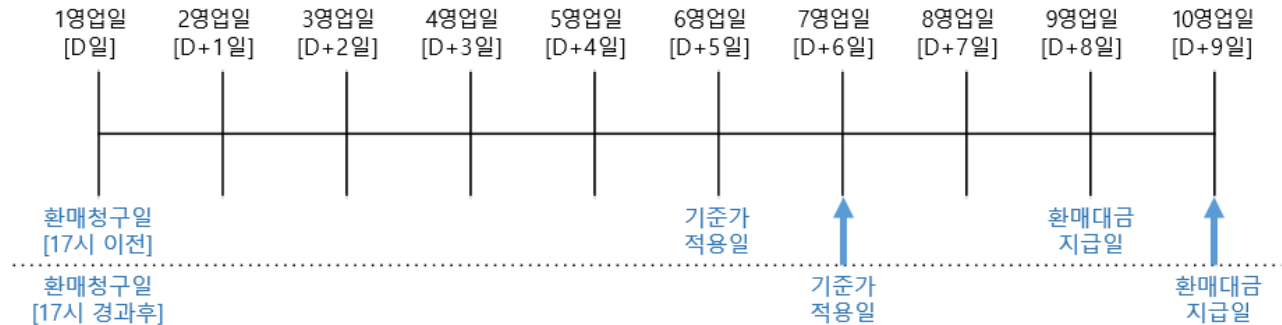 1영업일 2영업일 3영업일 4영업일 5영업일 6영업일 7영업일 8영업일 9영업일 10영업일
[D일] [D+1일] [D+2일] [D+3일] [D+4일] [D+5일] [D+6일] [D+7일] [D+8일] [D+9일]
환매청구일 기준가 환매대금
[17시 이전] 적용일 지급일
환매청구일 기준가 환매대금
[17시 경과후] 적용일 지급일